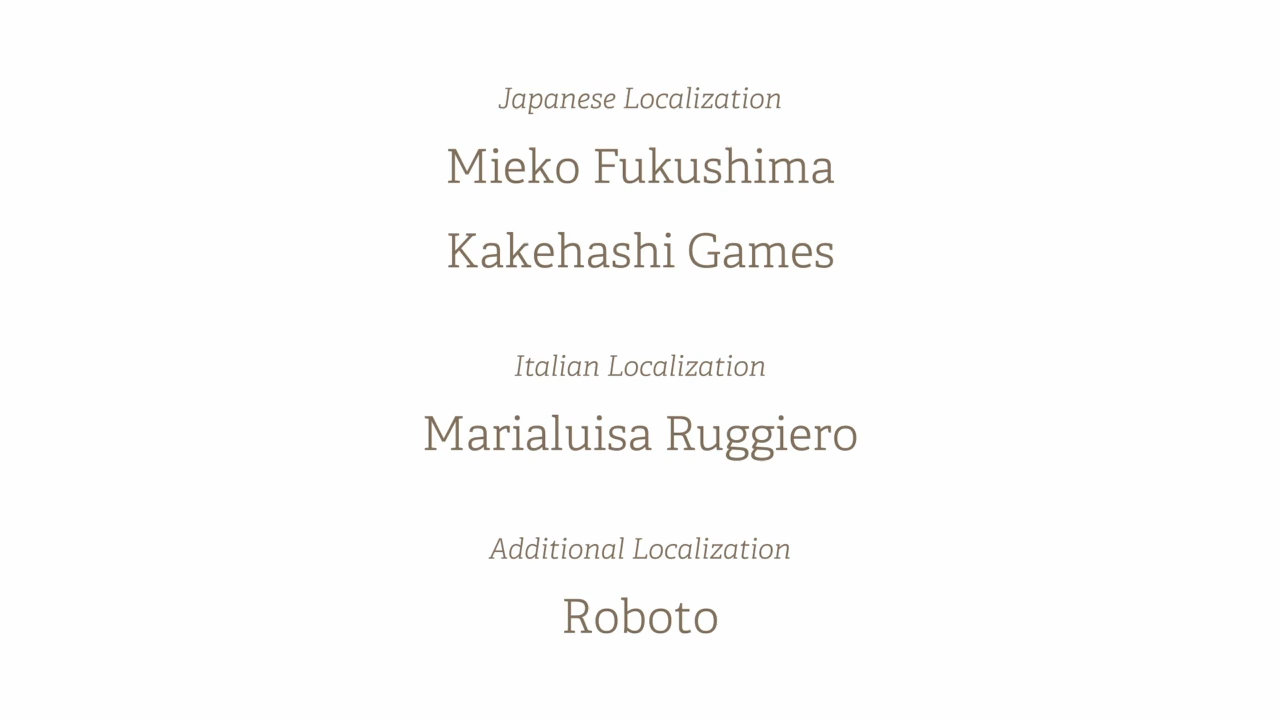 Japanese Localization
Mieko Fukushima
Kakehashi Games
Italian Localization
Marialuisa Ruggiero
Additional Localization
Roboto